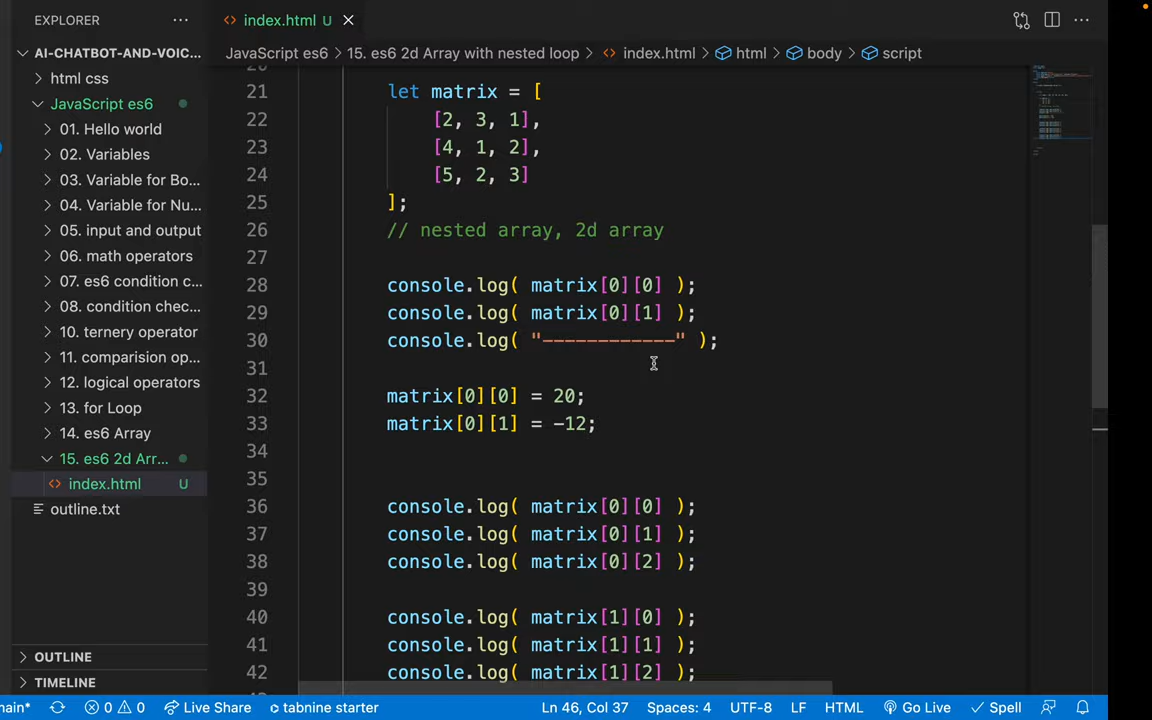 EXPLORER
index.html U
AI-CHATBOT-AND-VOIC...
JavaScript es6 > 15. es6 2d Array with nested loop > index.html > html > body > script
html css
JavaScript es6
01. Hello world
02. Variables
03. Variable for Bo...
04. Variable for Nu...
05. input and output
06. math operators
07. es6 condition c...
08. condition chec...
10. ternery operator
11. comparision op...
12. logical operators
13. for Loop
14. es6 Array
15. es6 2d Arr...
index.html U
outline.txt
OUTLINE
TIMELINE
21 let matrix = [
22 [2, 3, 1],
23 [4, 1, 2],
24 [5, 2, 3]
25 ];
26 // nested array, 2d array
27
28 console.log( matrix[0][0] );
29 console.log( matrix[0][1] );
30 console.log( "------------" );
31
32 matrix[0][0] = 20;
33 matrix[0][1] = -12;
34
35
36 console.log( matrix[0][0] );
37 console.log( matrix[0][1] );
38 console.log( matrix[0][2] );
39
40 console.log( matrix[1][0] );
41 console.log( matrix[1][1] );
42 console.log( matrix[1][2] );
main* 0 0 Live Share tabnine starter Ln 46, Col 37 Spaces: 4 UTF-8 LF HTML Go Live Spell